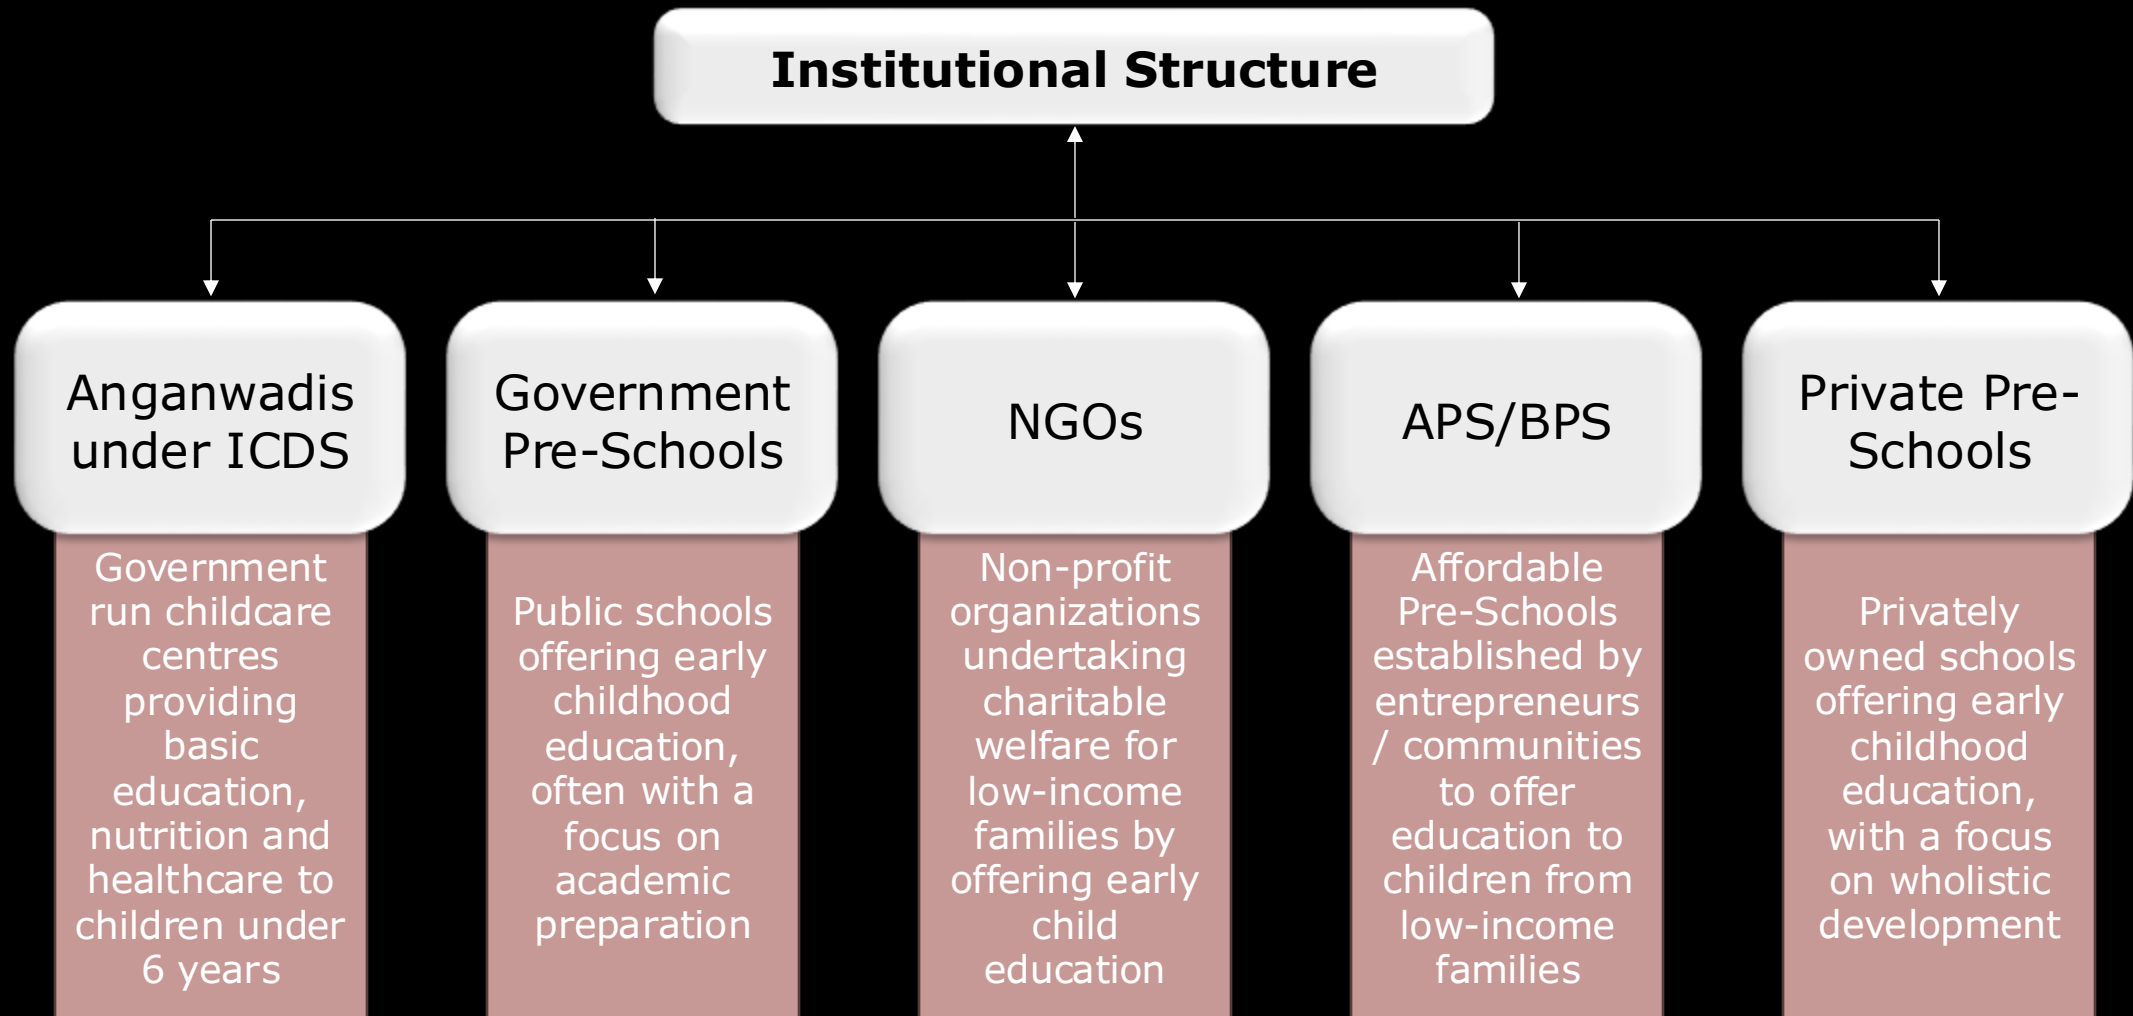 Institutional Structure
Anganwadis
under ICDS
Government
run childcare
centres
providing
basic
education,
nutrition and
healthcare to
children under
6 years
Government
Pre-Schools
Public schools
offering early
childhood
education,
often with a
focus on
academic
preparation
NGOs
Non-profit
organizations
undertaking
charitable
welfare for
low-income
families by
offering early
child
education
APS/BPS
Affordable
Pre-Schools
established by
entrepreneurs
/ communities
to offer
education to
children from
low-income
families
Private Pre-
Schools
Privately
owned schools
offering early
childhood
education,
with a focus
on wholistic
development